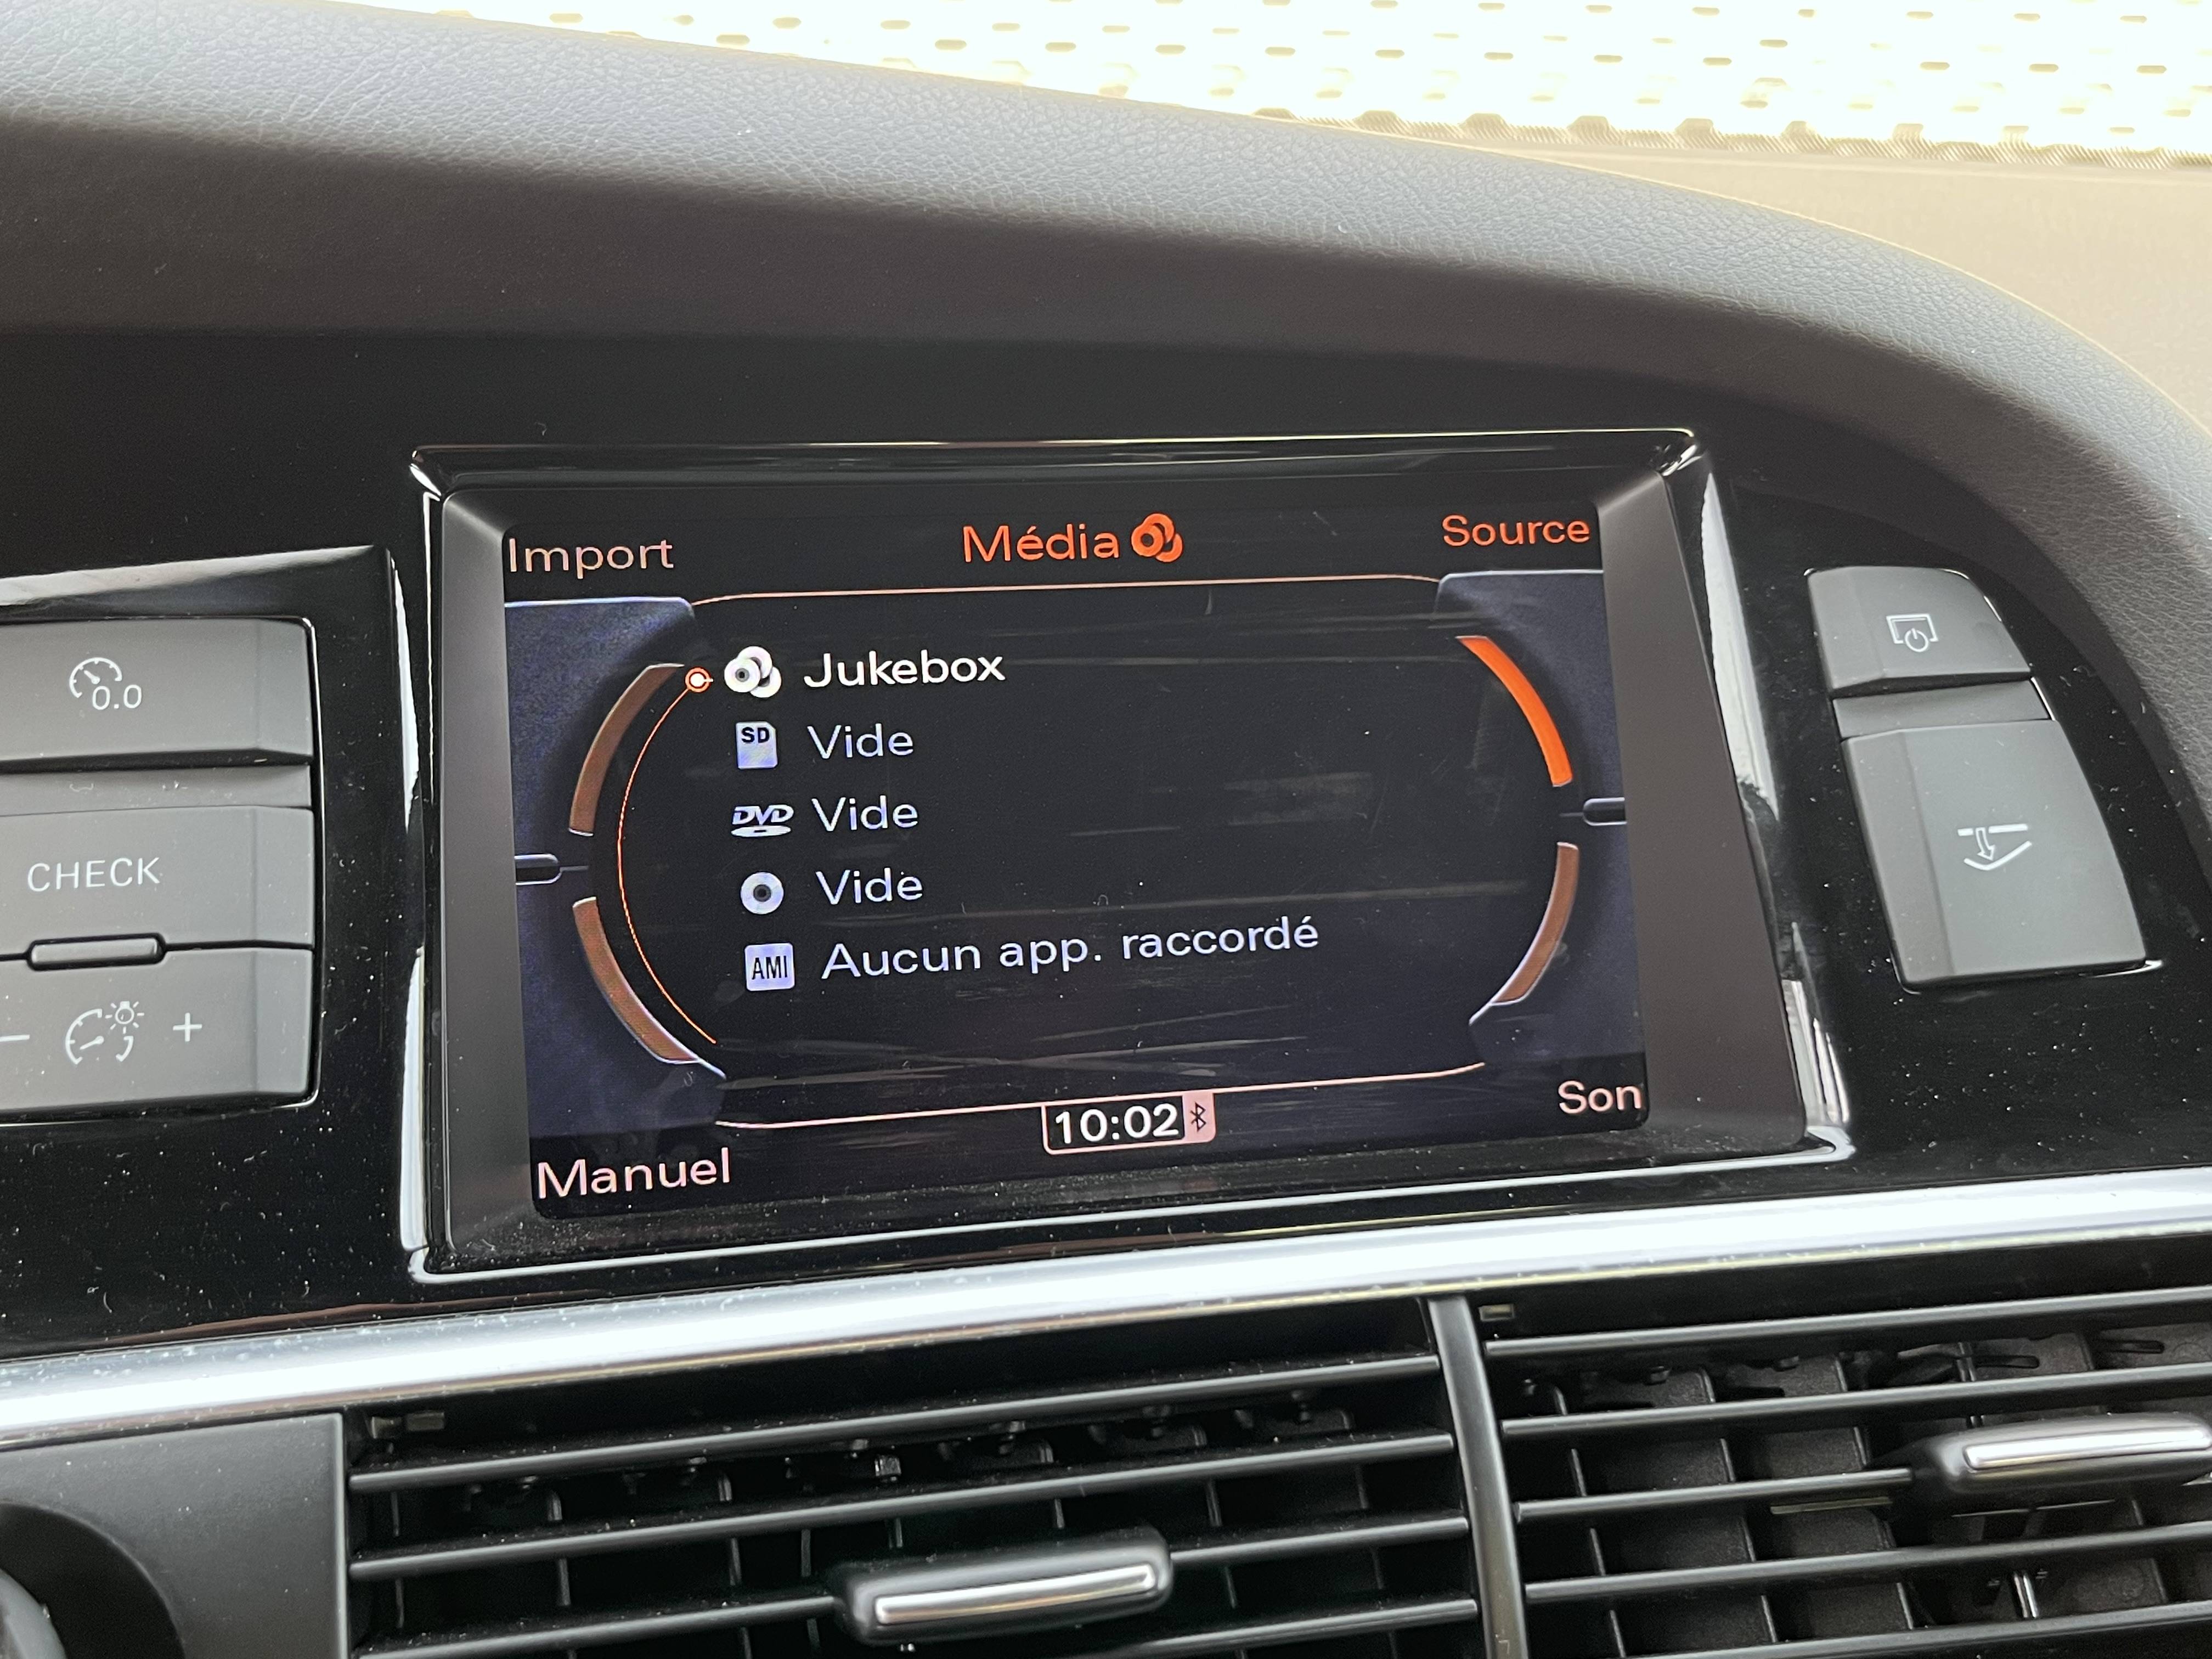 Import
Média
Source
Jukebox
SD Vide
DVD Vide
Vide
AMI Aucun app. raccordé
10:02
Manuel
Son
0.0
CHECK
- +